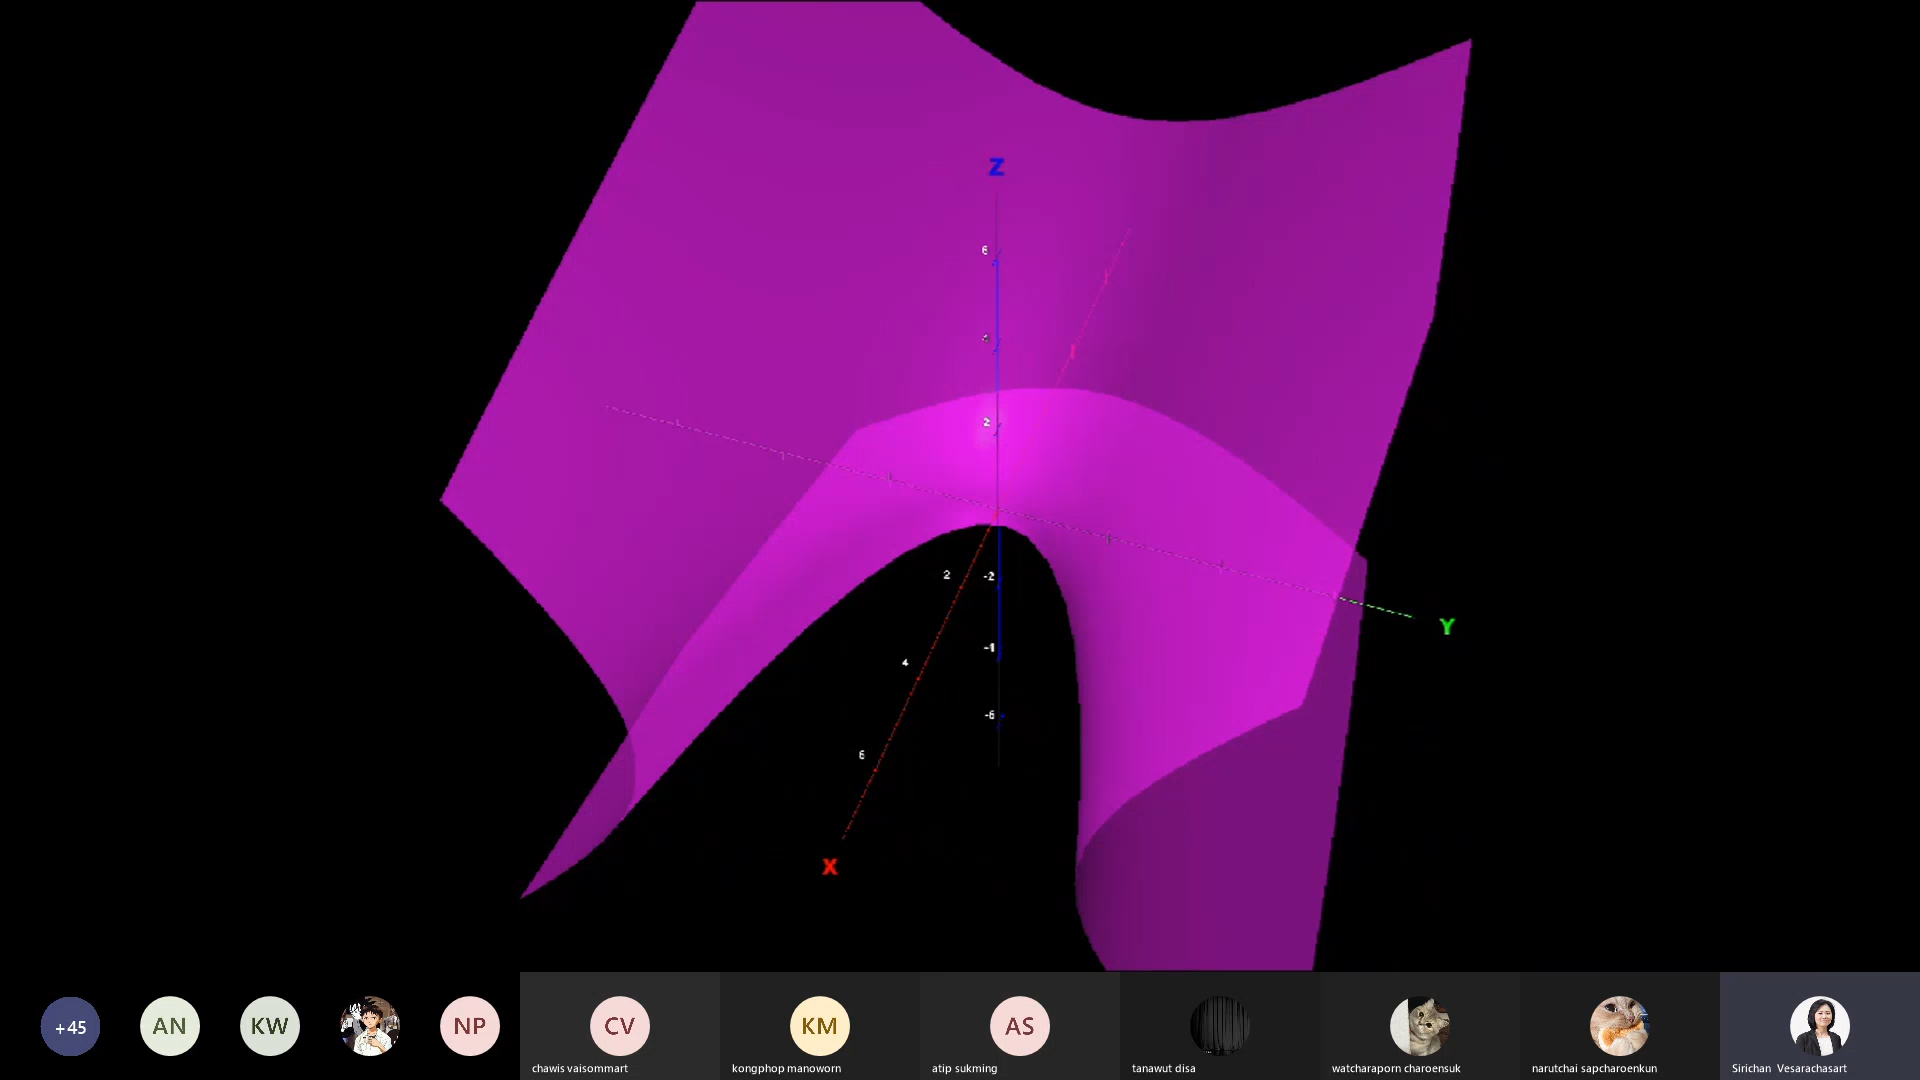 Z
6
4
2
2
-2
-4
4
Y
-6
6
X
+45
AN
KW
NP
CV
KM
AS
chawis vaisommart
kongphop manoworn
atip sukming
tanawut disa
watcharaporn charoensuk
narutchai sapcharoenkun
Sirichan Vesarachasart